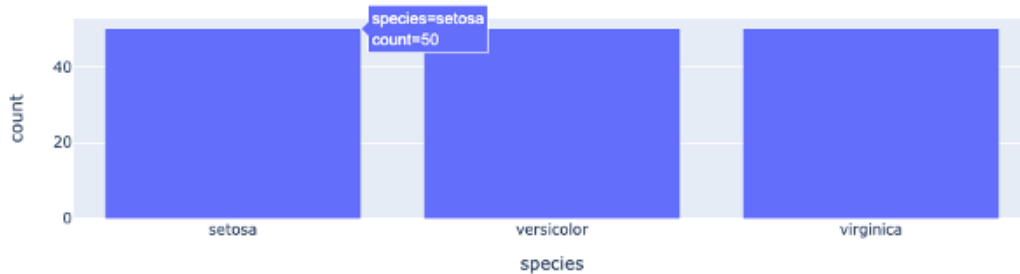 species=setosa
count=50
40
20
0
count
setosa
versicolor
virginica
species